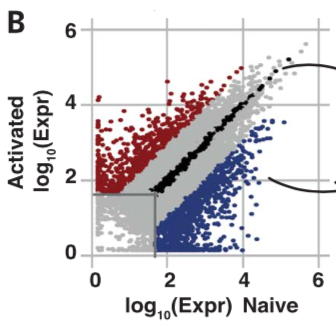 B
Activated
log₁₀(Expr)
6
4
2
0
0 2 4 6
log₁₀(Expr) Naive